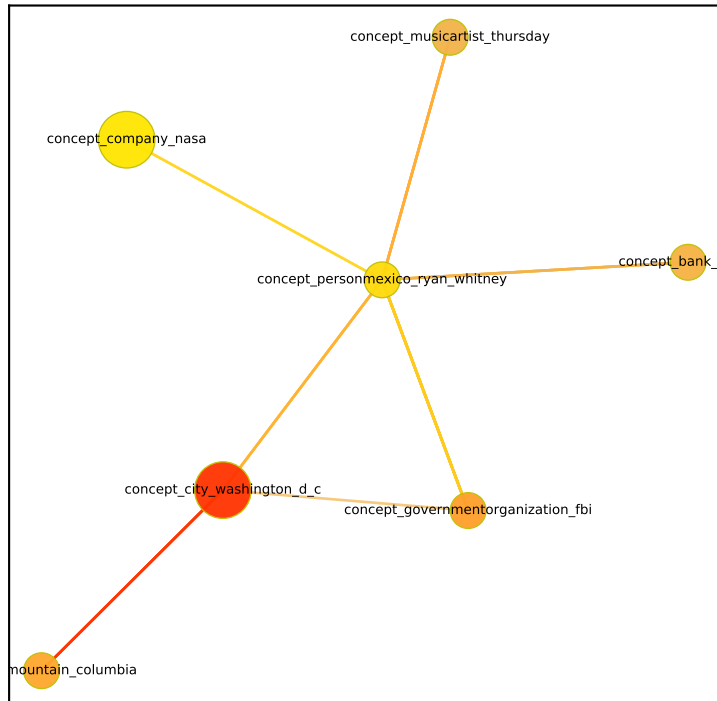 concept_musicartist_thursday
concept_company_nasa
concept_bank_
concept_personmexico_ryan_whitney
concept_city_washington_d_c
concept_governmentorganization_fbi
mountain_columbia